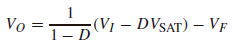 V_O = \frac{1}{1 - D}(V_I - DV_{SAT}) - V_F